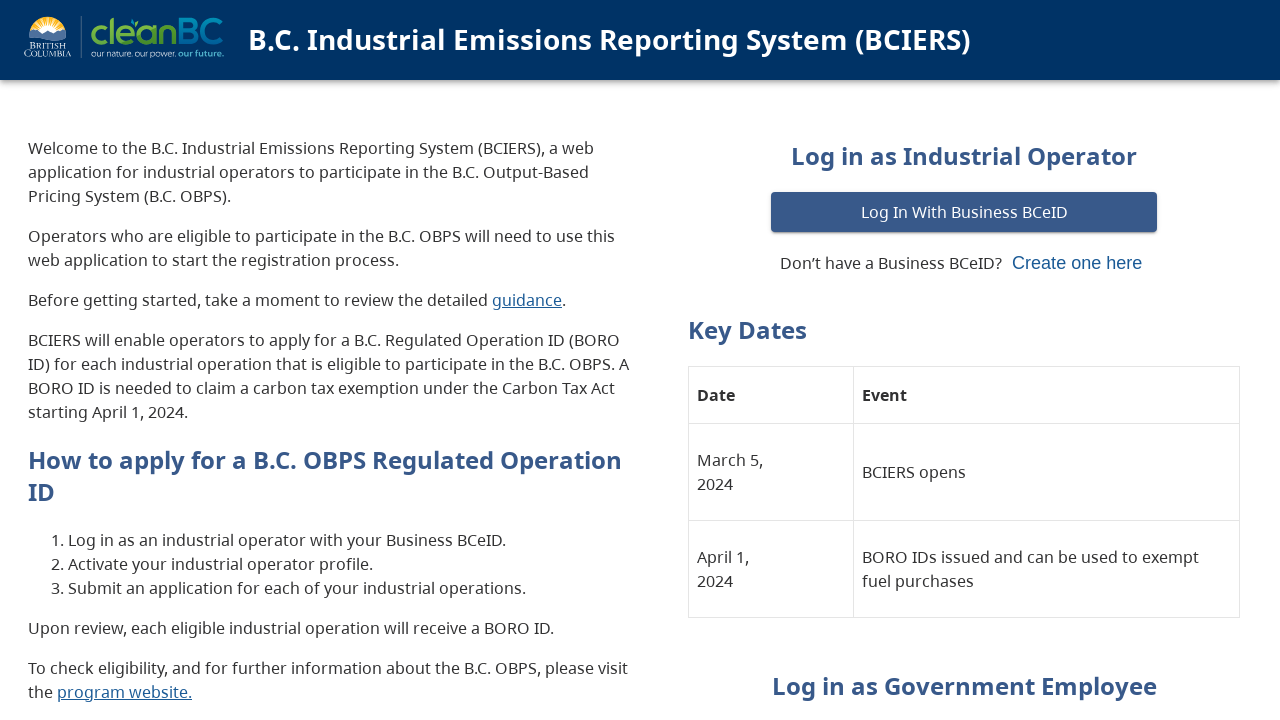 BRITISH
COLUMBIA
cleanBC
our nature. our power. our future.
B.C. Industrial Emissions Reporting System (BCIERS)
Welcome to the B.C. Industrial Emissions Reporting System (BCIERS), a web
application for industrial operators to participate in the B.C. Output-Based
Pricing System (B.C. OBPS).
Operators who are eligible to participate in the B.C. OBPS will need to use this
web application to start the registration process.
Before getting started, take a moment to review the detailed guidance.
BCIERS will enable operators to apply for a B.C. Regulated Operation ID (BORO
ID) for each industrial operation that is eligible to participate in the B.C. OBPS. A
BORO ID is needed to claim a carbon tax exemption under the Carbon Tax Act
starting April 1, 2024.
How to apply for a B.C. OBPS Regulated Operation
ID
1. Log in as an industrial operator with your Business BCeID.
2. Activate your industrial operator profile.
3. Submit an application for each of your industrial operations.
Upon review, each eligible industrial operation will receive a BORO ID.
To check eligibility, and for further information about the B.C. OBPS, please visit
the program website.
Log in as Industrial Operator
Log In With Business BCeID
Don’t have a Business BCeID? Create one here
Key Dates
Date Event
March 5,
2024
BCIERS opens
April 1,
2024
BORO IDs issued and can be used to exempt
fuel purchases
Log in as Government Employee